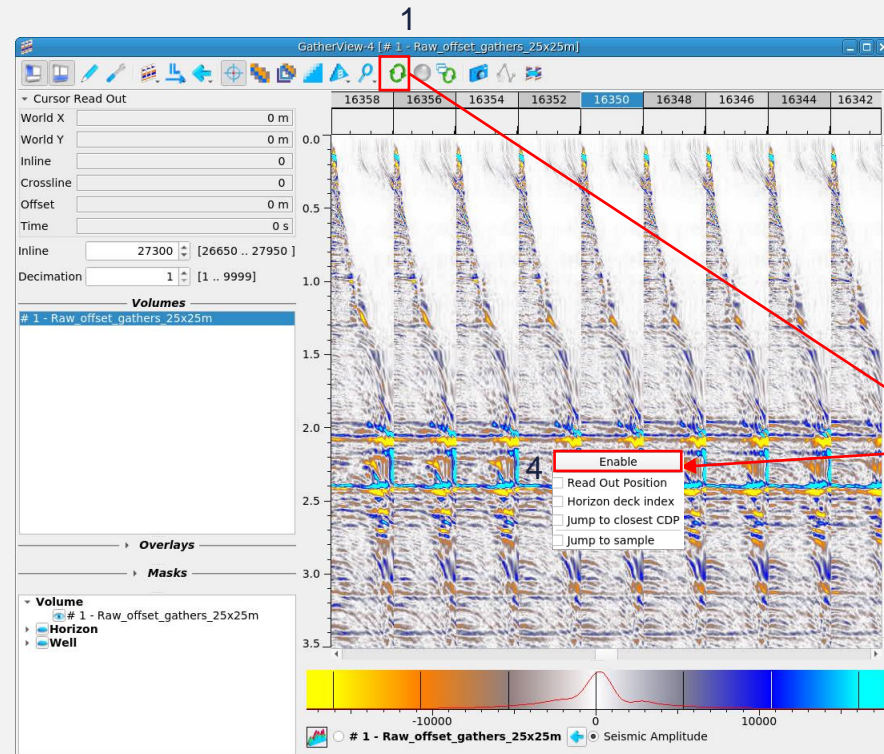 1
GatherView-4 [# 1 - Raw_offset_gathers_25x25m]
Cursor Read Out
World X 0 m
World Y 0 m
Inline 0
Crossline 0
Offset 0 m
Time 0 s
Inline 27300 [26650 .. 27950 ]
Decimation 1 [1 .. 9999]
Volumes
# 1 - Raw_offset_gathers_25x25m
Overlays
Masks
Volume
# 1 - Raw_offset_gathers_25x25m
Horizon
Well
16358 16356 16354 16352 16350 16348 16346 16344 16342
0.0
0.5
1.0
1.5
2.0
2.5
3.0
3.5
4
Enable
Read Out Position
Horizon deck index
Jump to closest CDP
Jump to sample
-10000 0 10000
# 1 - Raw_offset_gathers_25x25m Seismic Amplitude